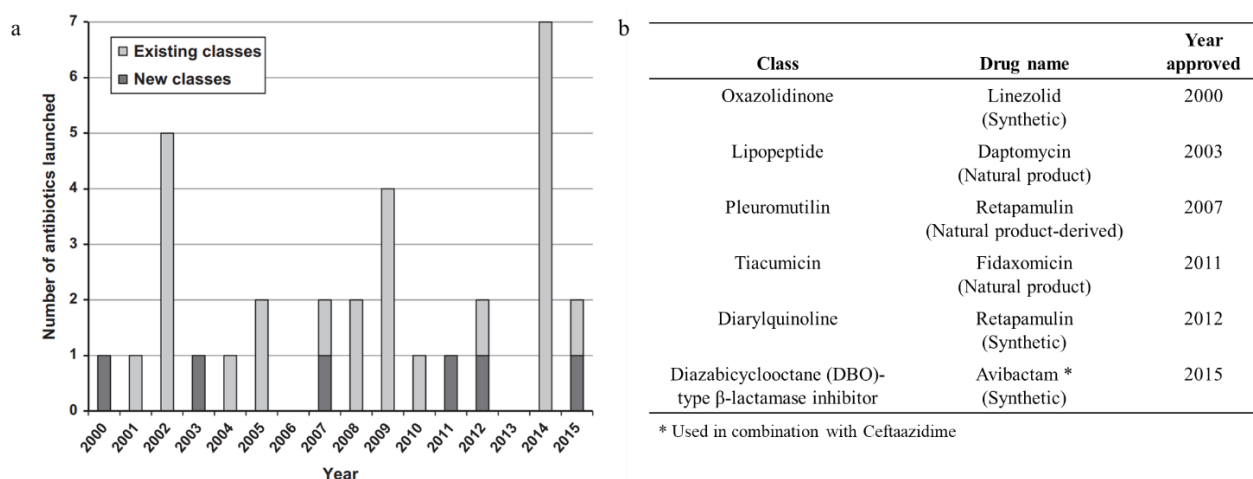 a
7
6
5
4
3
2
1
0
Number of antibiotics launched
Existing classes
New classes
2000
2001
2002
2003
2004
2005
2006
2007
2008
2009
2010
2011
2012
2013
2014
2015
Year
b
Class Drug name Year approved
Oxazolidinone Linezolid 2000
(Synthetic)
Lipopeptide Daptomycin 2003
(Natural product)
Pleuromutilin Retapamulin 2007
(Natural product-derived)
Tiacumicin Fidaxomicin 2011
(Natural product)
Diarylquinoline Retapamulin 2012
(Synthetic)
Diazabicyclooctane (DBO)- Avibactam * 2015
type β-lactamase inhibitor (Synthetic)
* Used in combination with Ceftaazidime